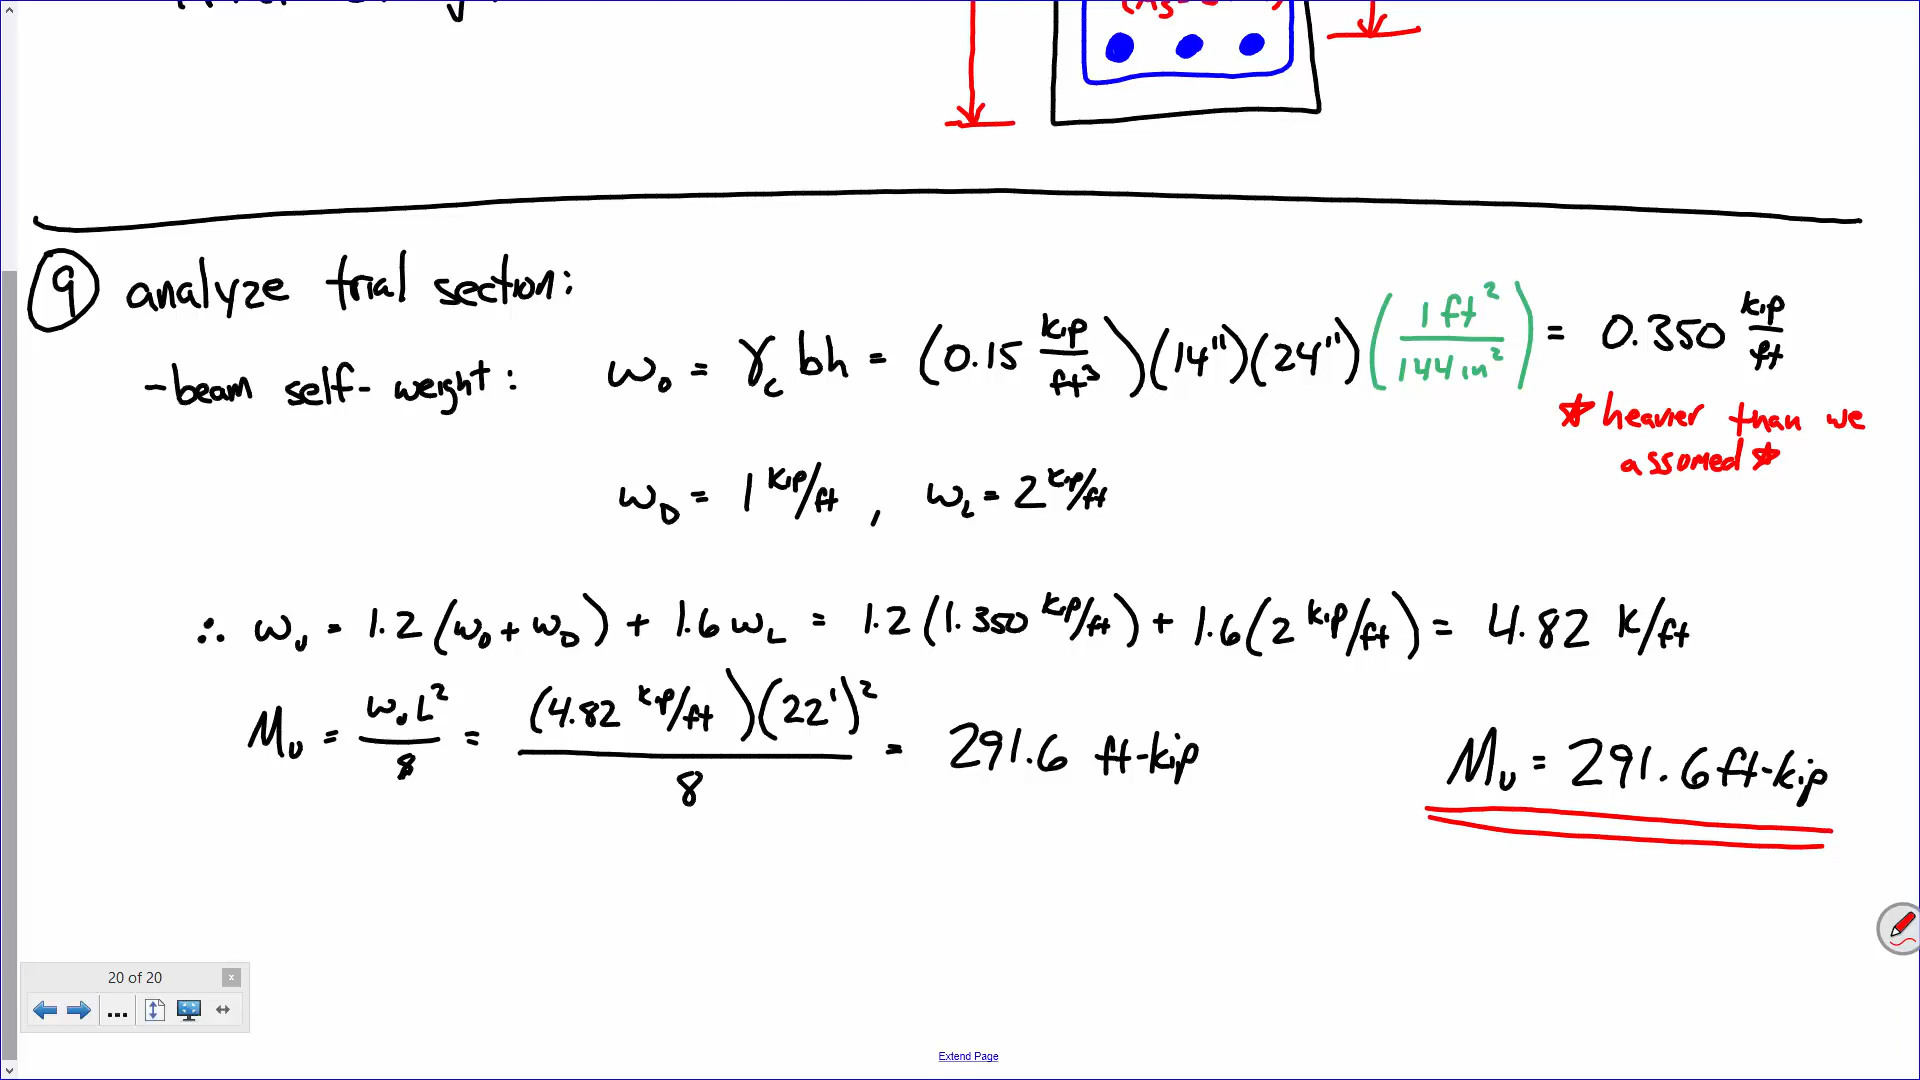 ⑨ analyze trial section:
-beam self-weight: w₀ = γ_c bh = (0.15 kip/ft³)(14")(24")(1 ft²/144 in²) = 0.350 kip/ft
☆ heavier than we
assumed ☆
w_D = 1 kip/ft , w_L = 2 kip/ft
∴ w_u = 1.2(w₀ + w_D) + 1.6 w_L = 1.2(1.350 kip/ft) + 1.6(2 kip/ft) = 4.82 K/ft
M_u = w_u L²/8 = (4.82 kip/ft)(22')²/8 = 291.6 ft-kip
M_u = 291.6 ft-kip
20 of 20
Extend Page